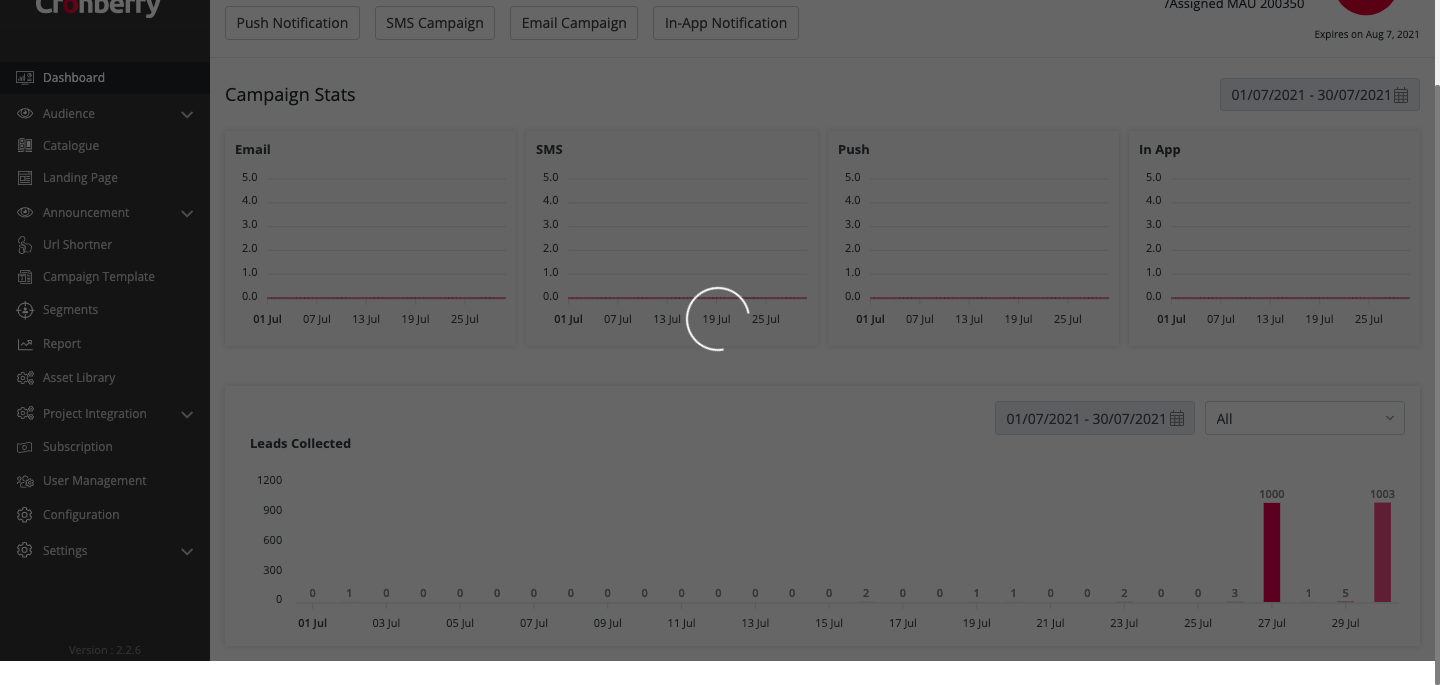 Cronberry
Dashboard
Audience
Catalogue
Landing Page
Announcement
Url Shortner
Campaign Template
Segments
Report
Asset Library
Project Integration
Subscription
User Management
Configuration
Settings
Version : 2.2.6
Push Notification SMS Campaign Email Campaign In-App Notification
/Assigned MAU 200350
Expires on Aug 7, 2021
Campaign Stats
01/07/2021 - 30/07/2021
Email
5.0
4.0
3.0
2.0
1.0
0.0
01 Jul 07 Jul 13 Jul 19 Jul 25 Jul
SMS
5.0
4.0
3.0
2.0
1.0
0.0
01 Jul 07 Jul 13 Jul 19 Jul 25 Jul
Push
5.0
4.0
3.0
2.0
1.0
0.0
01 Jul 07 Jul 13 Jul 19 Jul 25 Jul
In App
5.0
4.0
3.0
2.0
1.0
0.0
01 Jul 07 Jul 13 Jul 19 Jul 25 Jul
01/07/2021 - 30/07/2021 All
Leads Collected
1200
900
600
300
0
0 1 0 0 0 0 0 0 0 0 0 0 0 0 0 2 0 0 1 1 0 0 2 0 0 3 1000 1 5 1003
01 Jul 03 Jul 05 Jul 07 Jul 09 Jul 11 Jul 13 Jul 15 Jul 17 Jul 19 Jul 21 Jul 23 Jul 25 Jul 27 Jul 29 Jul